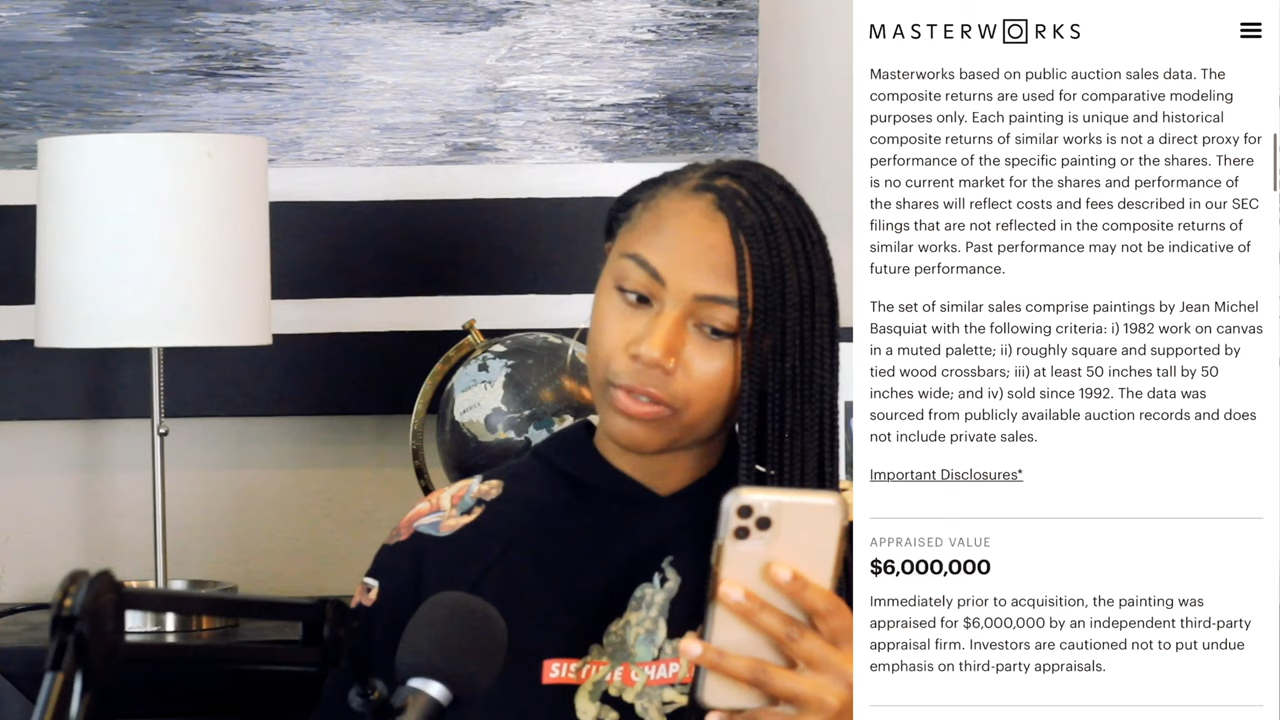 AMERICA
SISTINE CHAP
MASTERWORKS
Masterworks based on public auction sales data. The
composite returns are used for comparative modeling
purposes only. Each painting is unique and historical
composite returns of similar works is not a direct proxy for
performance of the specific painting or the shares. There
is no current market for the shares and performance of
the shares will reflect costs and fees described in our SEC
filings that are not reflected in the composite returns of
similar works. Past performance may not be indicative of
future performance.
The set of similar sales comprise paintings by Jean Michel
Basquiat with the following criteria: i) 1982 work on canvas
in a muted palette; ii) roughly square and supported by
tied wood crossbars; iii) at least 50 inches tall by 50
inches wide; and iv) sold since 1992. The data was
sourced from publicly available auction records and does
not include private sales.
Important Disclosures*
APPRAISED VALUE
$6,000,000
Immediately prior to acquisition, the painting was
appraised for $6,000,000 by an independent third-party
appraisal firm. Investors are cautioned not to put undue
emphasis on third-party appraisals.